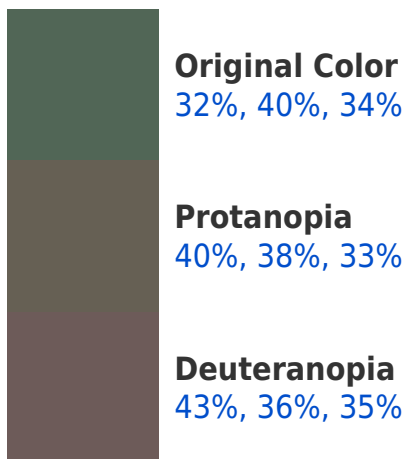 Original Color
32%, 40%, 34%
Protanopia
40%, 38%, 33%
Deuteranopia
43%, 36%, 35%